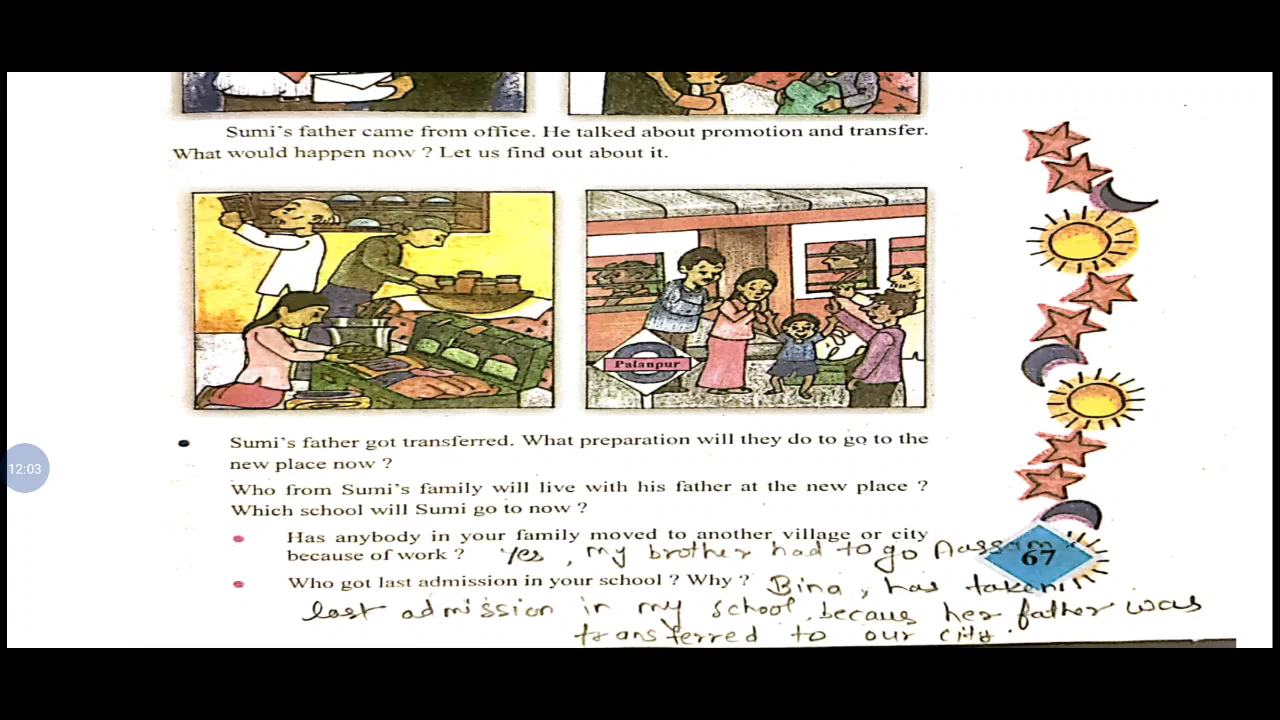 Sumi's father came from office. He talked about promotion and transfer.
What would happen now ? Let us find out about it.
Palanpur
Sumi's father got transferred. What preparation will they do to go to the
new place now ?
12:03
Who from Sumi's family will live with his father at the new place ?
Which school will Sumi go to now ?
Has anybody in your family moved to another village or city
because of work ? Yes, my brother had to go Aassam.
67
Who got last admission in your school ? Why ? Bina, has taken
last admission in my school, becaus her father was
transferred to our city.